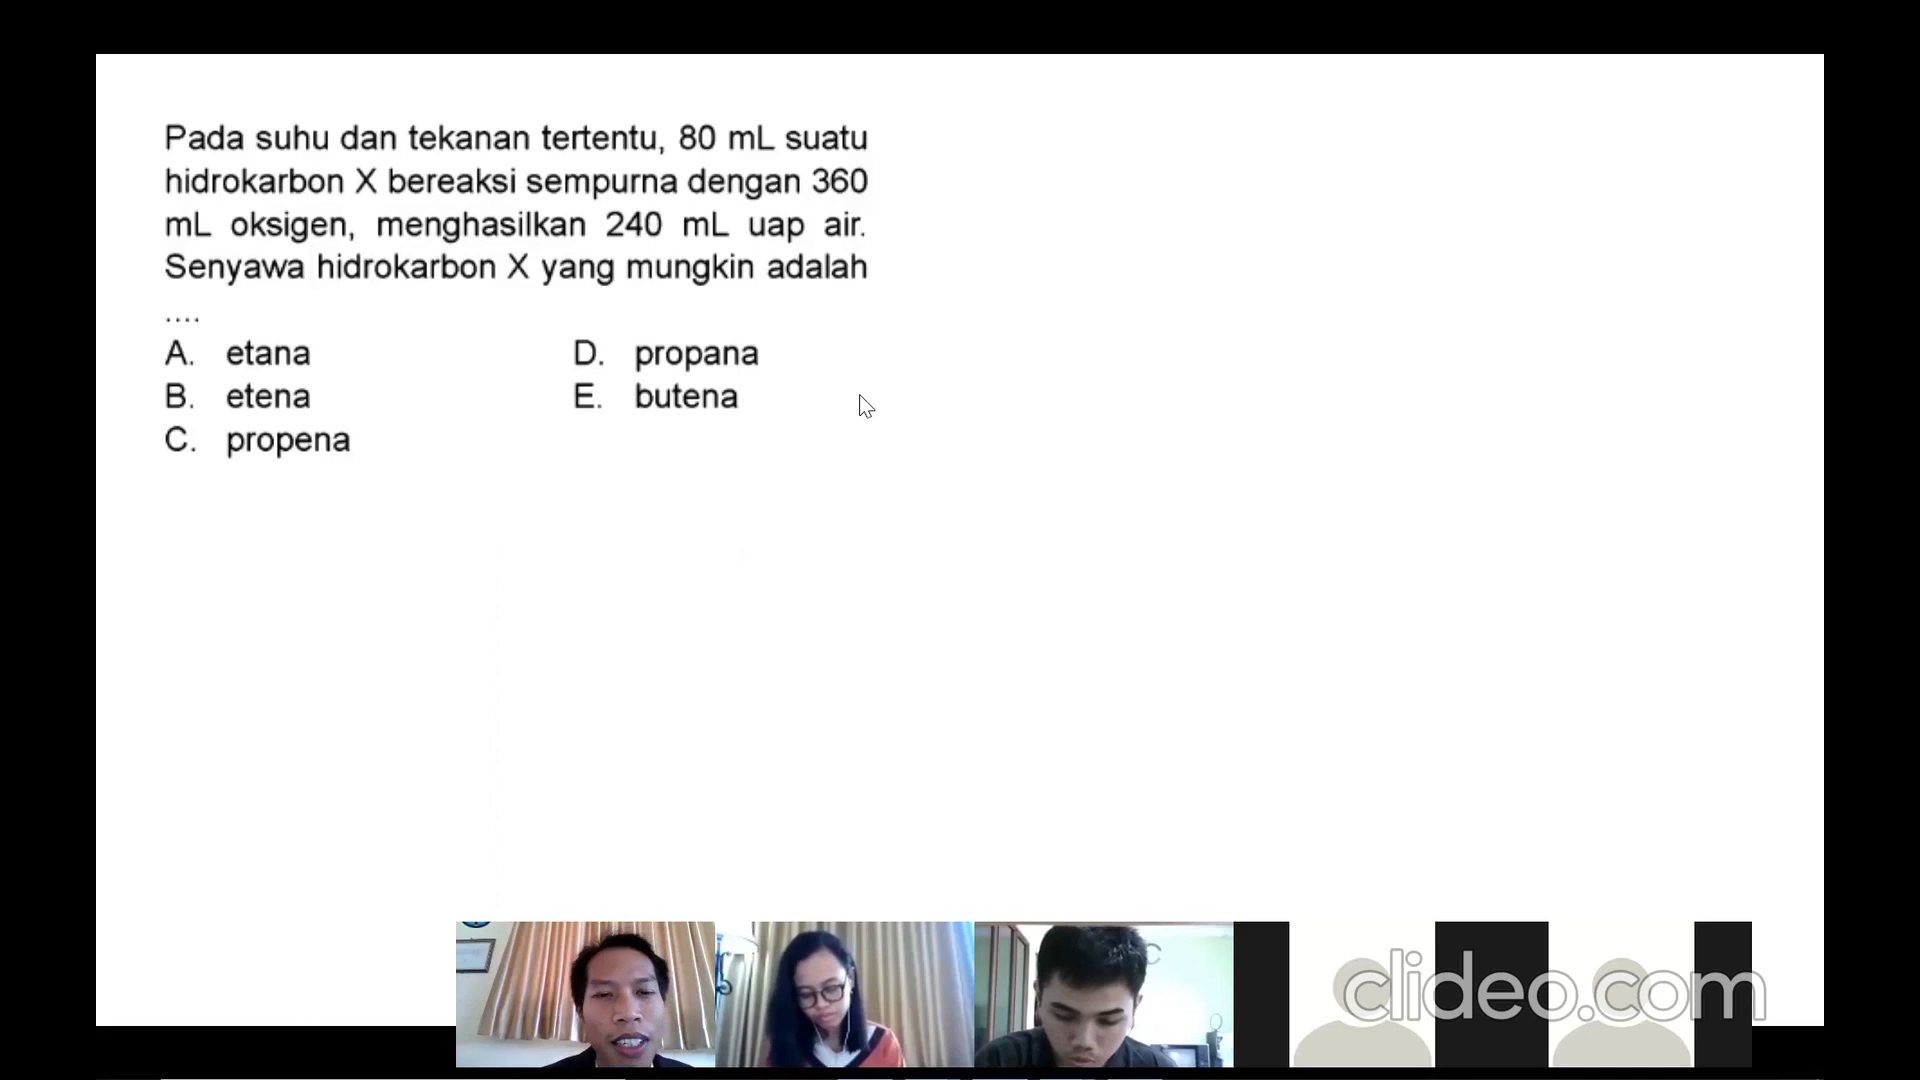 Pada suhu dan tekanan tertentu, 80 mL suatu
hidrokarbon X bereaksi sempurna dengan 360
mL oksigen, menghasilkan 240 mL uap air.
Senyawa hidrokarbon X yang mungkin adalah
....
A. etana
B. etena
C. propena
D. propana
E. butena
clideo.com